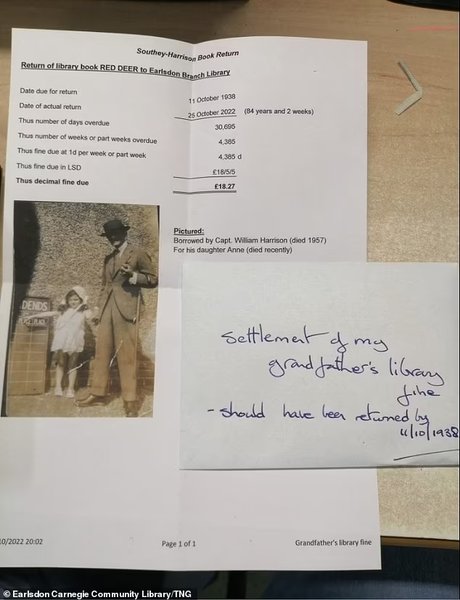 Southey-Harrison Book Return
Return of library book RED DEER to Earlsdon Branch Library
Date due for return 11 October 1938
Date of actual return 25 October 2022 (84 years and 2 weeks)
Thus number of days overdue 30,695
Thus number of weeks or part weeks overdue 4,385
Thus fine due at 1d per week or part week 4,385 d
Thus fine due in LSD £18/5/5
Thus decimal fine due £18.27
Pictured:
Borrowed by Capt. William Harrison (died 1957)
For his daughter Anne (died recently)
DENDS
settlement of my
grandfather's library
fine
- should have been returned by
11/10/1938
10/2022 20:02 Page 1 of 1 Grandfather's library fine
© Earlsdon Carnegie Community Library/TNG